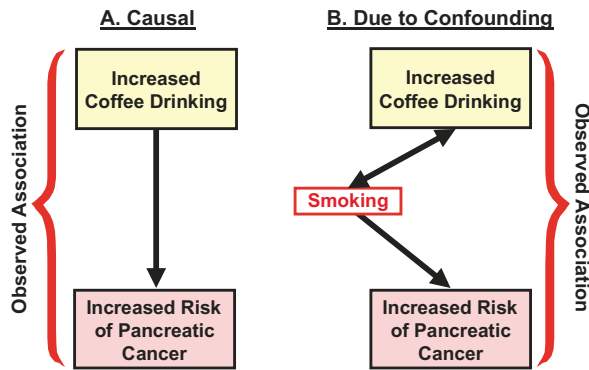 A. Causal
Increased
Coffee Drinking
Observed Association
Increased Risk
of Pancreatic
Cancer
B. Due to Confounding
Increased
Coffee Drinking
Smoking
Observed Association
Increased Risk
of Pancreatic
Cancer